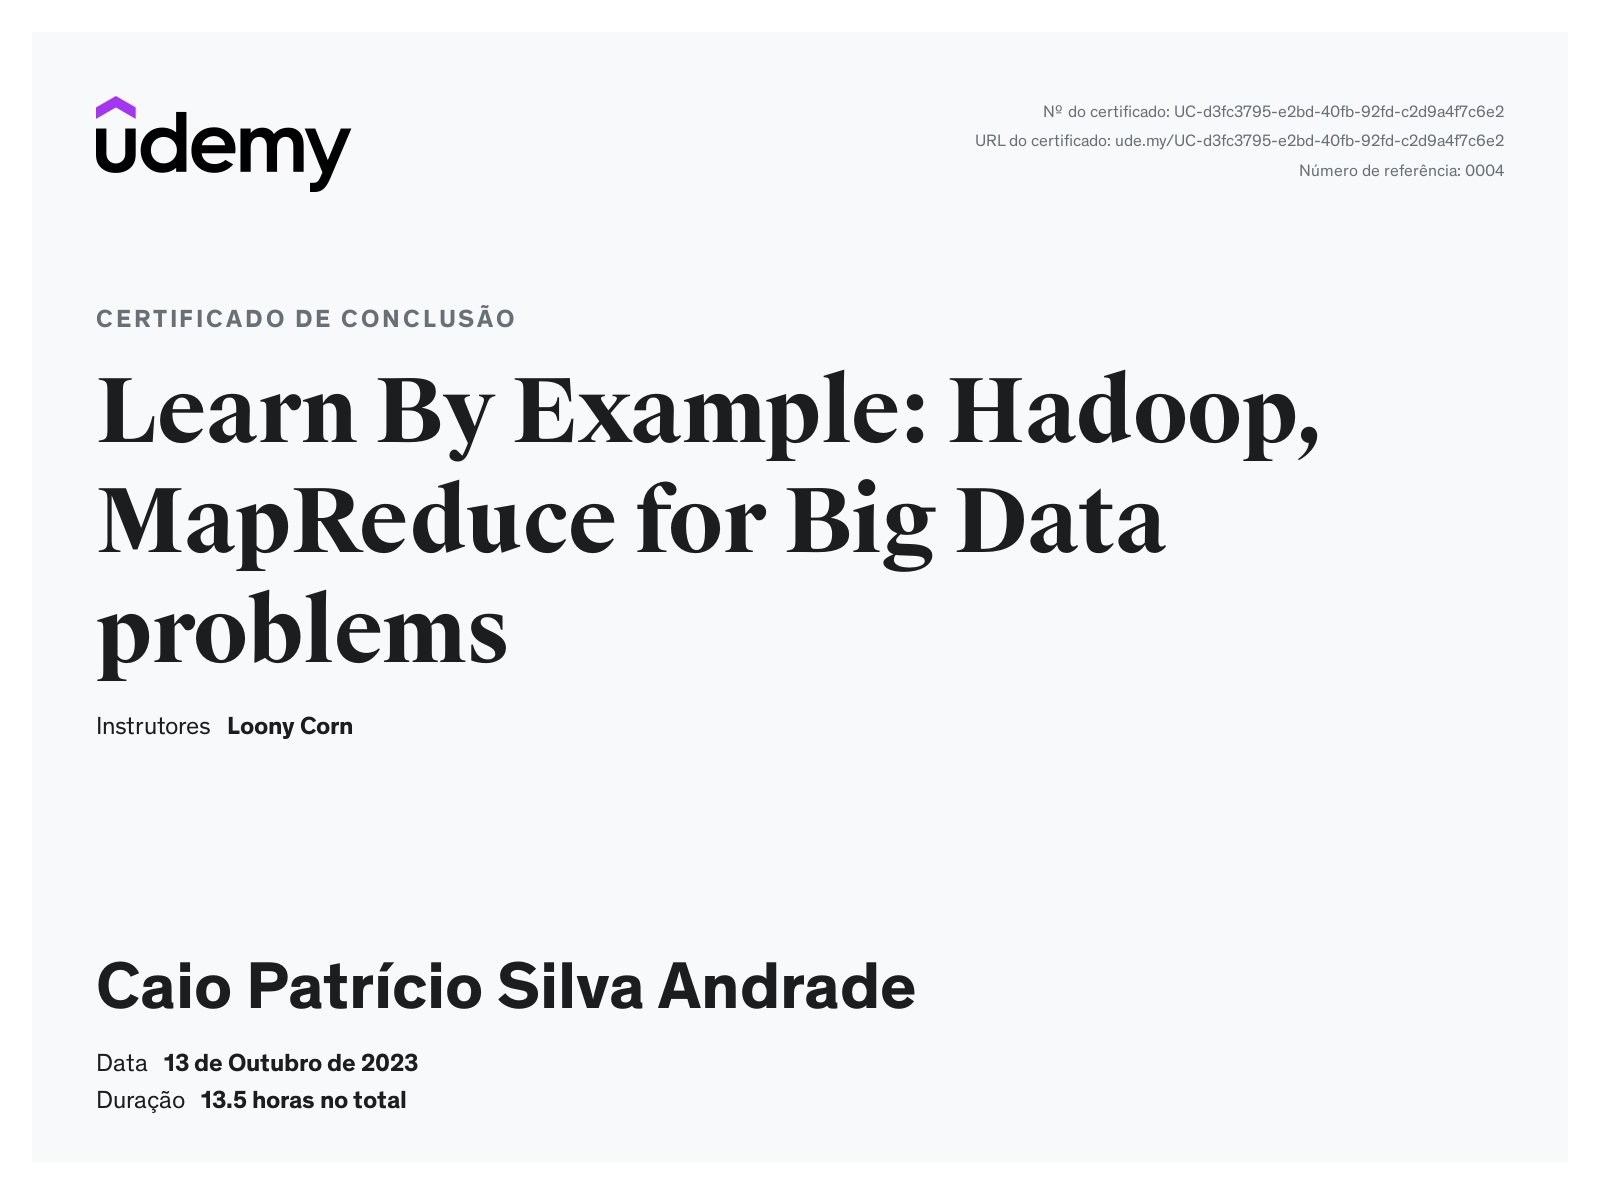 udemy
Nº do certificado: UC-d3fc3795-e2bd-40fb-92fd-c2d9a4f7c6e2
URL do certificado: ude.my/UC-d3fc3795-e2bd-40fb-92fd-c2d9a4f7c6e2
Número de referência: 0004
CERTIFICADO DE CONCLUSÃO
Learn By Example: Hadoop,
MapReduce for Big Data
problems
Instrutores Loony Corn
Caio Patrício Silva Andrade
Data 13 de Outubro de 2023
Duração 13.5 horas no total